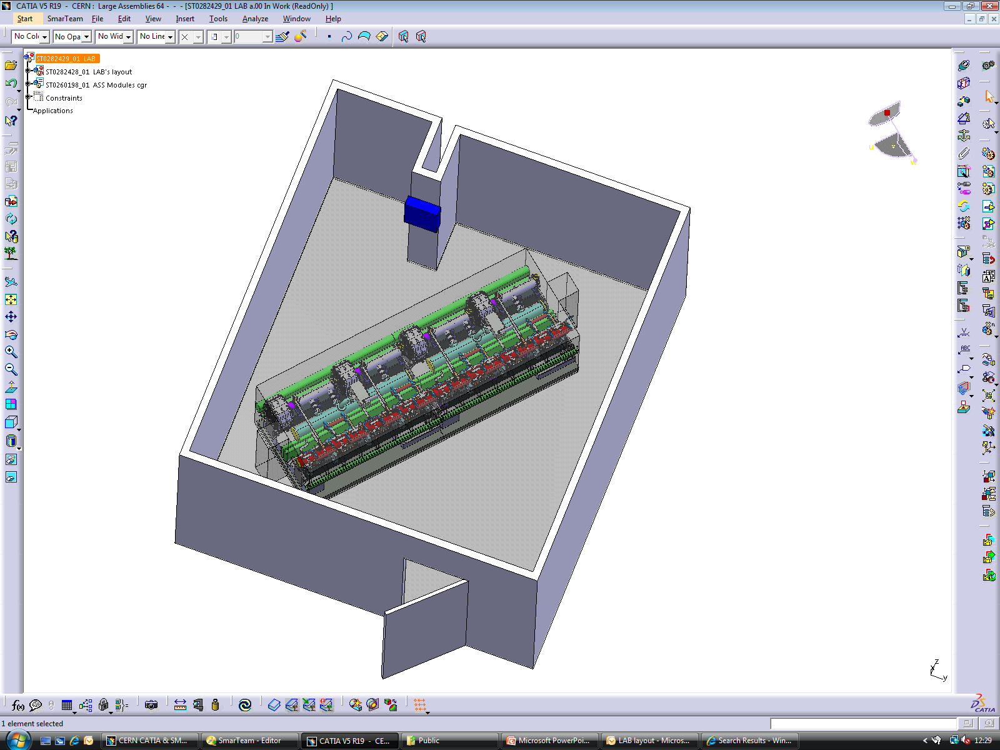 CATIA V5 R19 - CERN : Large Assemblies 64 - - - [ST0282429_01 LAB a.00 In Work (ReadOnly) ]
Start SmarTeam File Edit View Insert Tools Analyze Window Help
No Col No Opa No Wid No Line 0
ST0282429_01 LAB
ST0282428_01 LAB's layout
ST0260198_01 ASS Modules cgr
Constraints
Applications
ABC
z
x
y
f(x)
CATIA
1 element selected
CERN CATIA & SM... SmarTeam - Editor CATIA V5 R19 - CE... Public Microsoft PowerPoi... LAB layout - Micros... Search Results - Win... 12:29